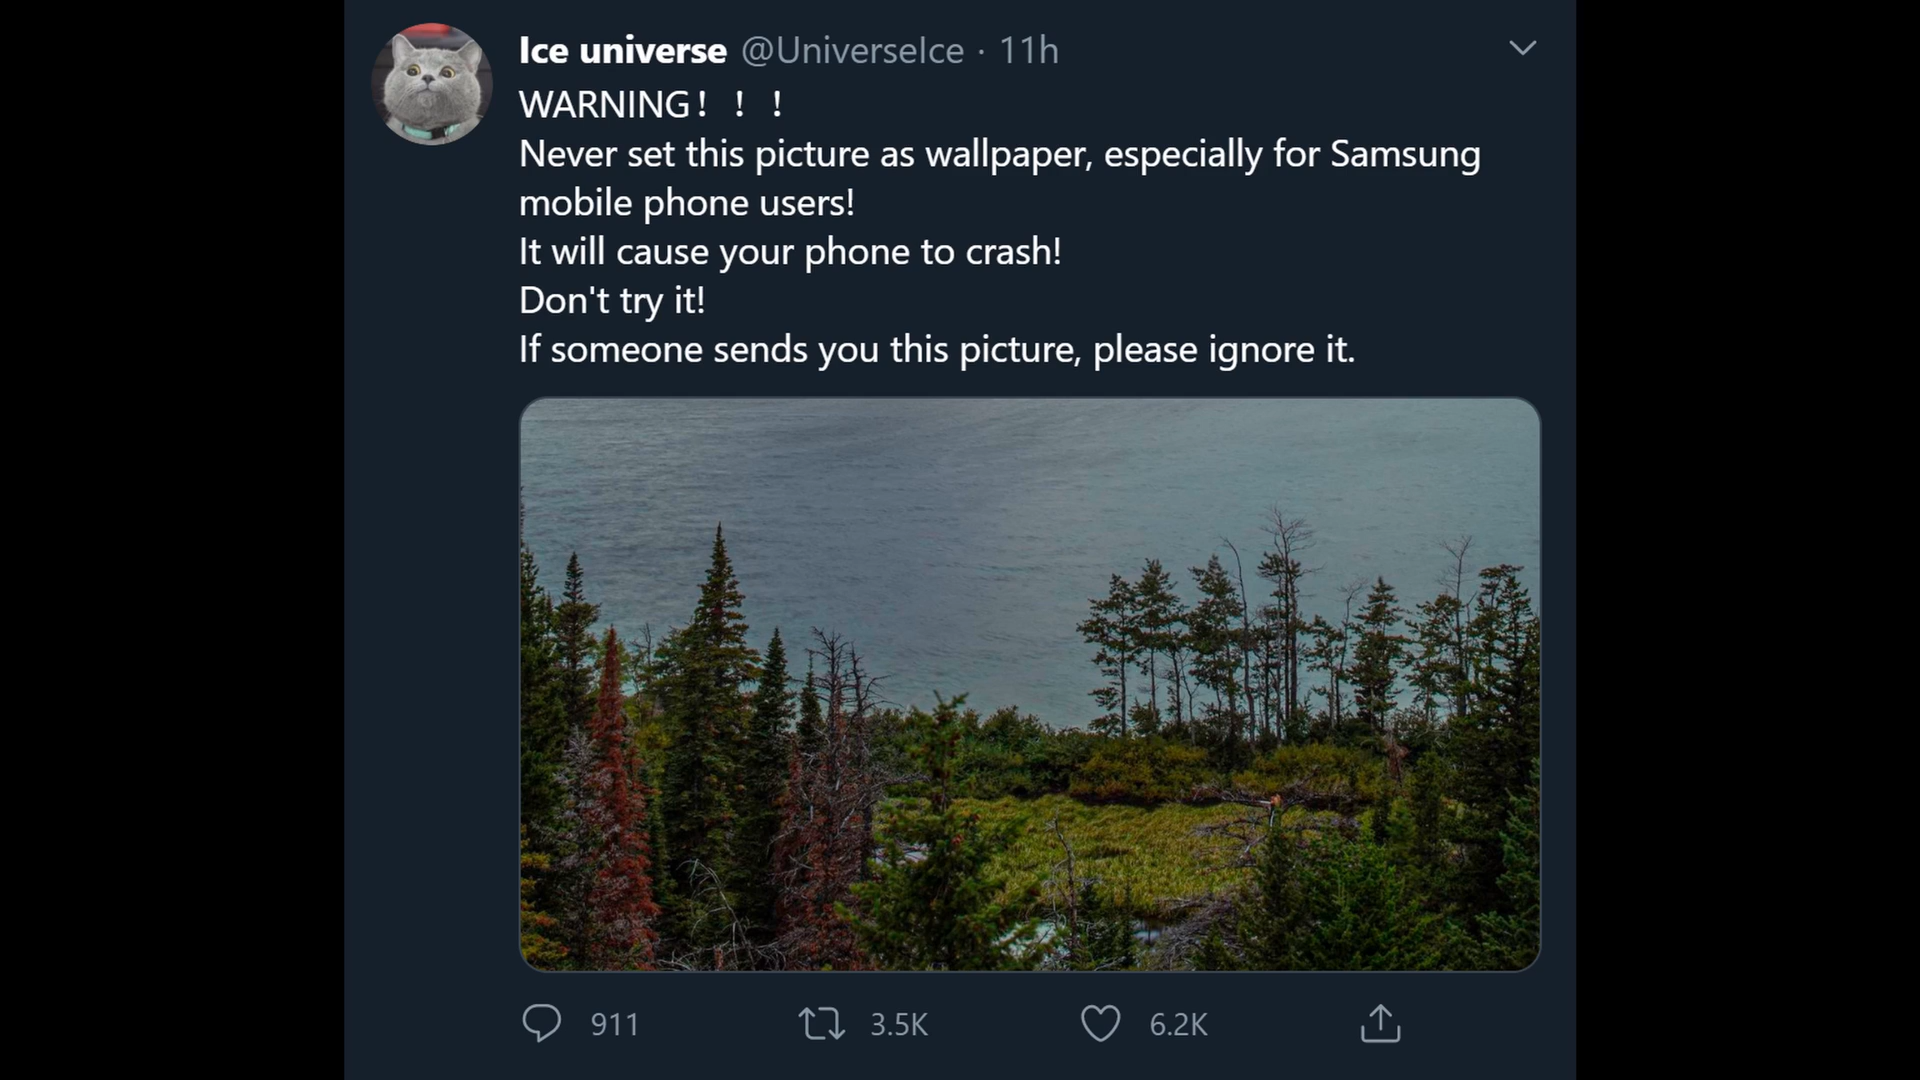 Ice universe @UniverseIce · 11h
WARNING！！！
Never set this picture as wallpaper, especially for Samsung
mobile phone users!
It will cause your phone to crash!
Don't try it!
If someone sends you this picture, please ignore it.
911 3.5K 6.2K